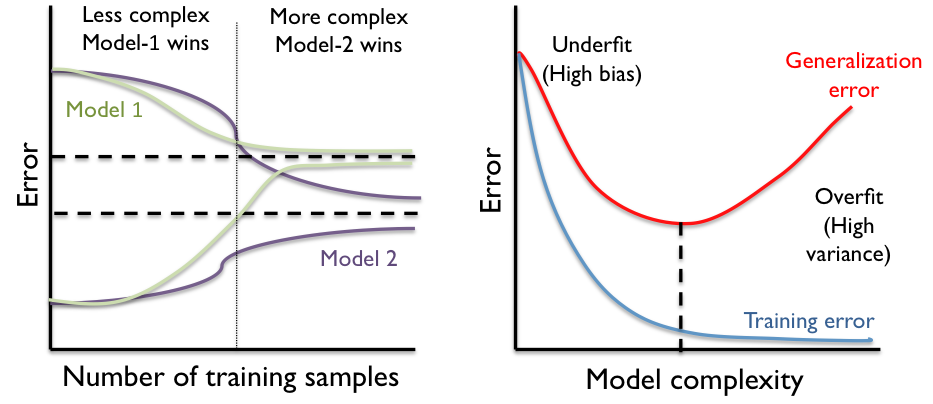 Less complex
Model-1 wins
More complex
Model-2 wins
Model 1
Model 2
Error
Number of training samples
Underfit
(High bias)
Generalization
error
Overfit
(High
variance)
Training error
Error
Model complexity